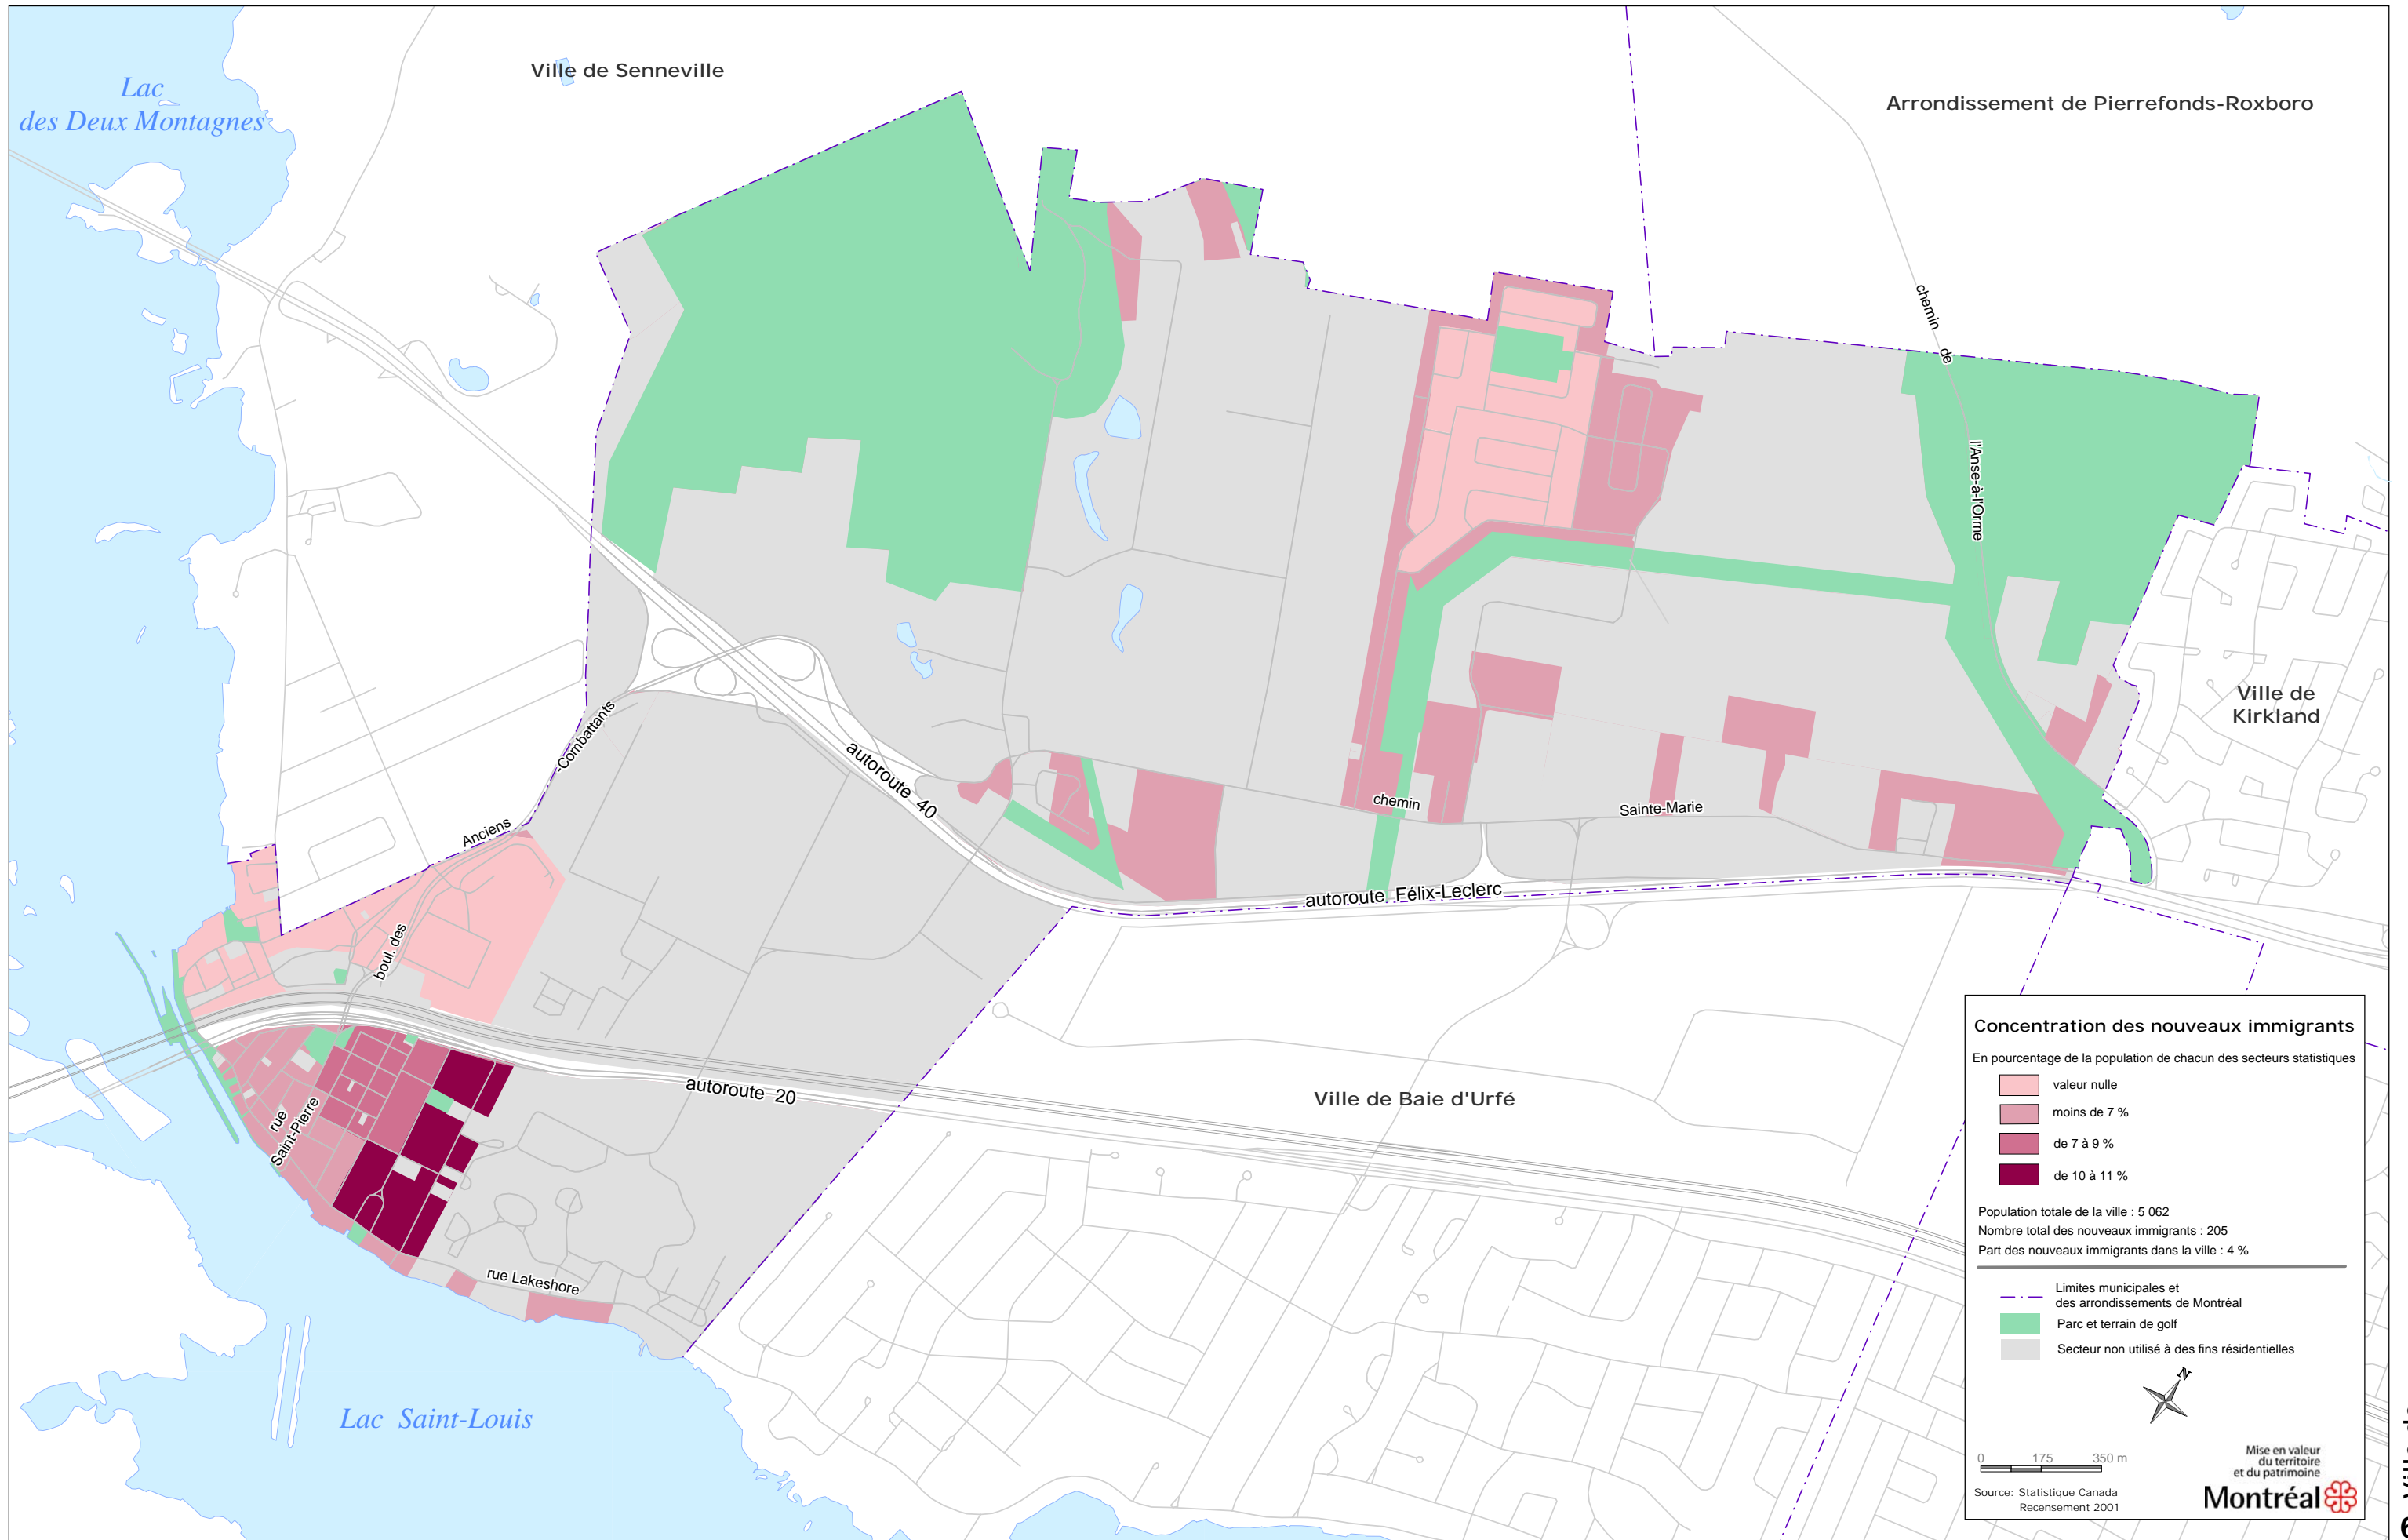 Lac
des Deux Montagnes
Ville de Senneville
Arrondissement de Pierrefonds-Roxboro
chemin
de
l'Anse-à-l'Orme
Ville de
Kirkland
-Combattants
Anciens
boul. des
autoroute 40
chemin
Sainte-Marie
autoroute Félix-Leclerc
rue
Saint-Pierre
autoroute 20
Ville de Baie d'Urfé
rue Lakeshore
Lac Saint-Louis
Concentration des nouveaux immigrants
En pourcentage de la population de chacun des secteurs statistiques
valeur nulle
moins de 7 %
de 7 à 9 %
de 10 à 11 %
Population totale de la ville : 5 062
Nombre total des nouveaux immigrants : 205
Part des nouveaux immigrants dans la ville : 4 %
Limites municipales et
des arrondissements de Montréal
Parc et terrain de golf
Secteur non utilisé à des fins résidentielles
N
0 175 350 m
Source: Statistique Canada
Recensement 2001
Mise en valeur
du territoire
et du patrimoine
Montréal